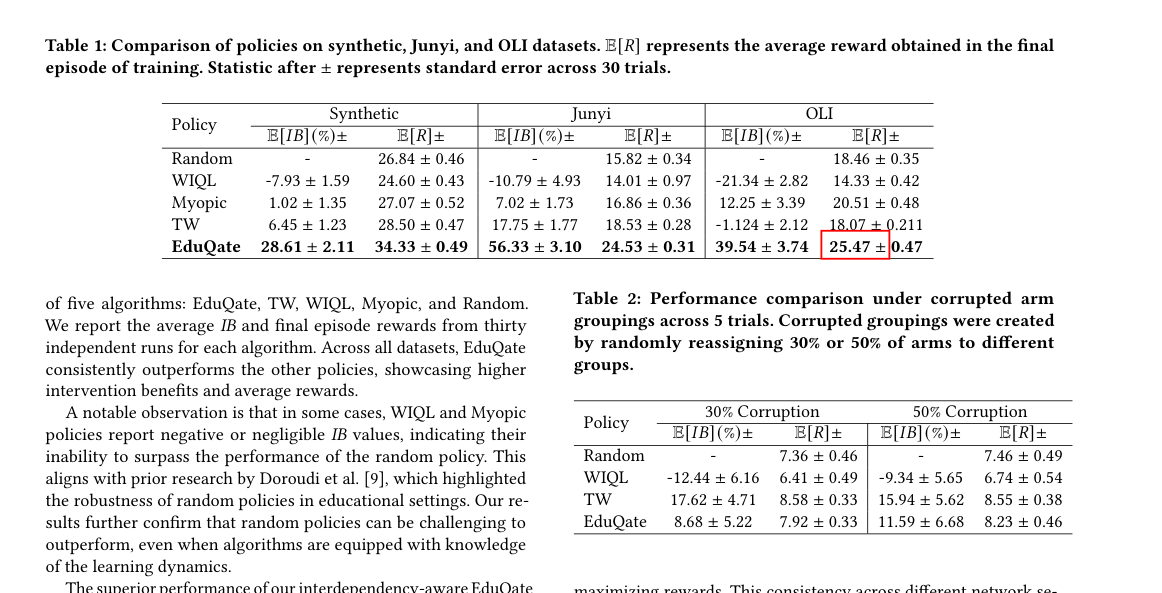 Table 1: Comparison of policies on synthetic, Junyi, and OLI datasets. 𝔼[R] represents the average reward obtained in the final
episode of training. Statistic after ± represents standard error across 30 trials.
Policy Synthetic Junyi OLI
𝔼[IB](%)± 𝔼[R]± 𝔼[IB](%)± 𝔼[R]± 𝔼[IB](%)± 𝔼[R]±
Random - 26.84 ± 0.46 - 15.82 ± 0.34 - 18.46 ± 0.35
WIQL -7.93 ± 1.59 24.60 ± 0.43 -10.79 ± 4.93 14.01 ± 0.97 -21.34 ± 2.82 14.33 ± 0.42
Myopic 1.02 ± 1.35 27.07 ± 0.52 7.02 ± 1.73 16.86 ± 0.36 12.25 ± 3.39 20.51 ± 0.48
TW 6.45 ± 1.23 28.50 ± 0.47 17.75 ± 1.77 18.53 ± 0.28 -1.124 ± 2.12 18.07 ± 0.211
EduQate 28.61 ± 2.11 34.33 ± 0.49 56.33 ± 3.10 24.53 ± 0.31 39.54 ± 3.74 25.47 ± 0.47
of five algorithms: EduQate, TW, WIQL, Myopic, and Random.
We report the average IB and final episode rewards from thirty
independent runs for each algorithm. Across all datasets, EduQate
consistently outperforms the other policies, showcasing higher
intervention benefits and average rewards.
A notable observation is that in some cases, WIQL and Myopic
policies report negative or negligible IB values, indicating their
inability to surpass the performance of the random policy. This
aligns with prior research by Doroudi et al. [9], which highlighted
the robustness of random policies in educational settings. Our re-
sults further confirm that random policies can be challenging to
outperform, even when algorithms are equipped with knowledge
of the learning dynamics.
The superior performance of our interdependency-aware EduQate
Table 2: Performance comparison under corrupted arm
groupings across 5 trials. Corrupted groupings were created
by randomly reassigning 30% or 50% of arms to different
groups.
Policy 30% Corruption 50% Corruption
𝔼[IB](%)± 𝔼[R]± 𝔼[IB](%)± 𝔼[R]±
Random - 7.36 ± 0.46 - 7.46 ± 0.49
WIQL -12.44 ± 6.16 6.41 ± 0.49 -9.34 ± 5.65 6.74 ± 0.54
TW 17.62 ± 4.71 8.58 ± 0.33 15.94 ± 5.62 8.55 ± 0.38
EduQate 8.68 ± 5.22 7.92 ± 0.33 11.59 ± 6.68 8.23 ± 0.46
maximizing rewards. This consistency across different network se-